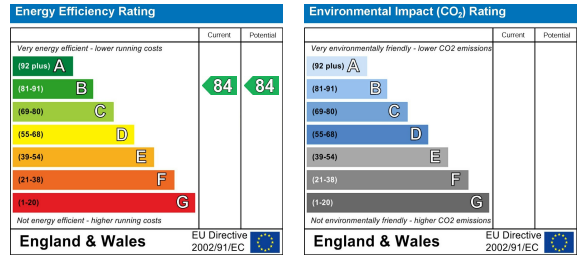 Energy Efficiency Rating
Current Potential
Very energy efficient - lower running costs
(92 plus) A
(81-91) B 84 84
(69-80) C
(55-68) D
(39-54) E
(21-38) F
(1-20) G
Not energy efficient - higher running costs
England & Wales
EU Directive
2002/91/EC
Environmental Impact (CO2) Rating
Current Potential
Very environmentally friendly - lower CO2 emissions
(92 plus) A
(81-91) B
(69-80) C
(55-68) D
(39-54) E
(21-38) F
(1-20) G
Not environmentally friendly - higher CO2 emissions
England & Wales
EU Directive
2002/91/EC